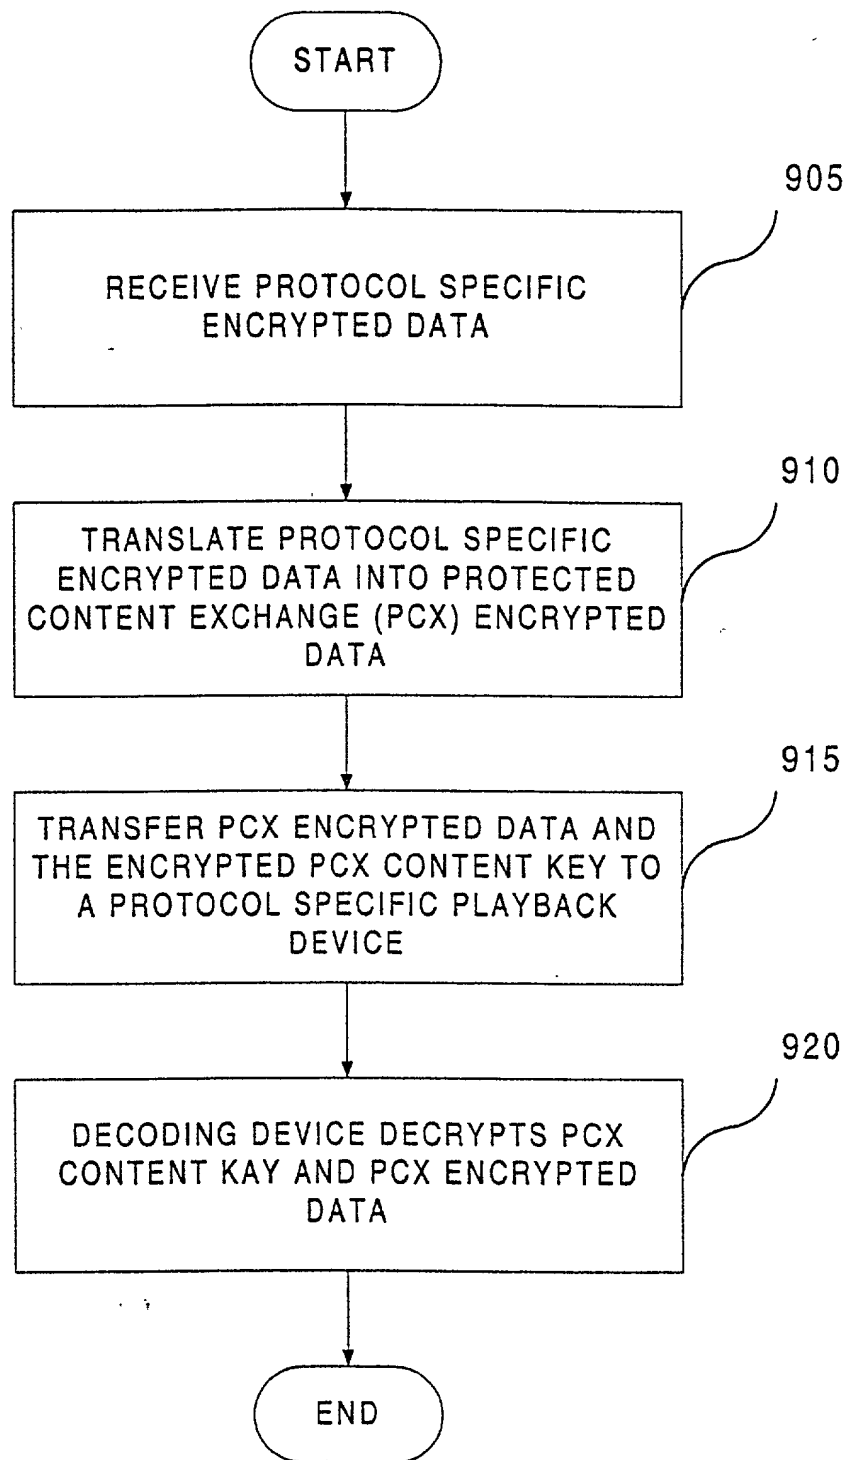 START
905
RECEIVE PROTOCOL SPECIFIC
ENCRYPTED DATA
910
TRANSLATE PROTOCOL SPECIFIC
ENCRYPTED DATA INTO PROTECTED
CONTENT EXCHANGE (PCX) ENCRYPTED
DATA
915
TRANSFER PCX ENCRYPTED DATA AND
THE ENCRYPTED PCX CONTENT KEY TO
A PROTOCOL SPECIFIC PLAYBACK
DEVICE
920
DECODING DEVICE DECRYPTS PCX
CONTENT KAY AND PCX ENCRYPTED
DATA
END